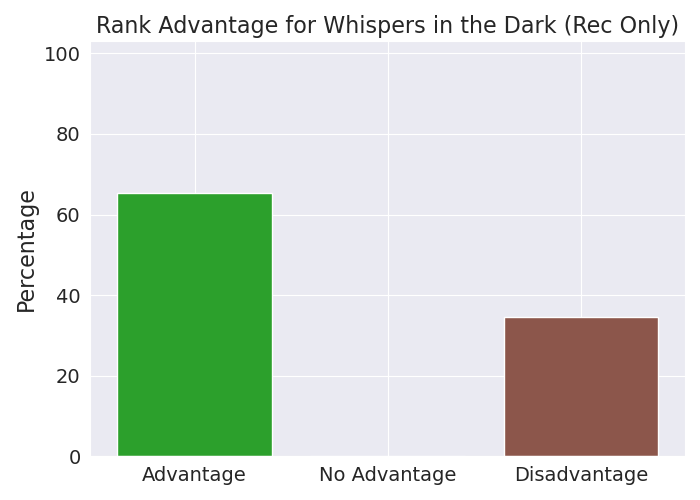 Rank Advantage for Whispers in the Dark (Rec Only)
Percentage
100
80
60
40
20
0
Advantage
No Advantage
Disadvantage